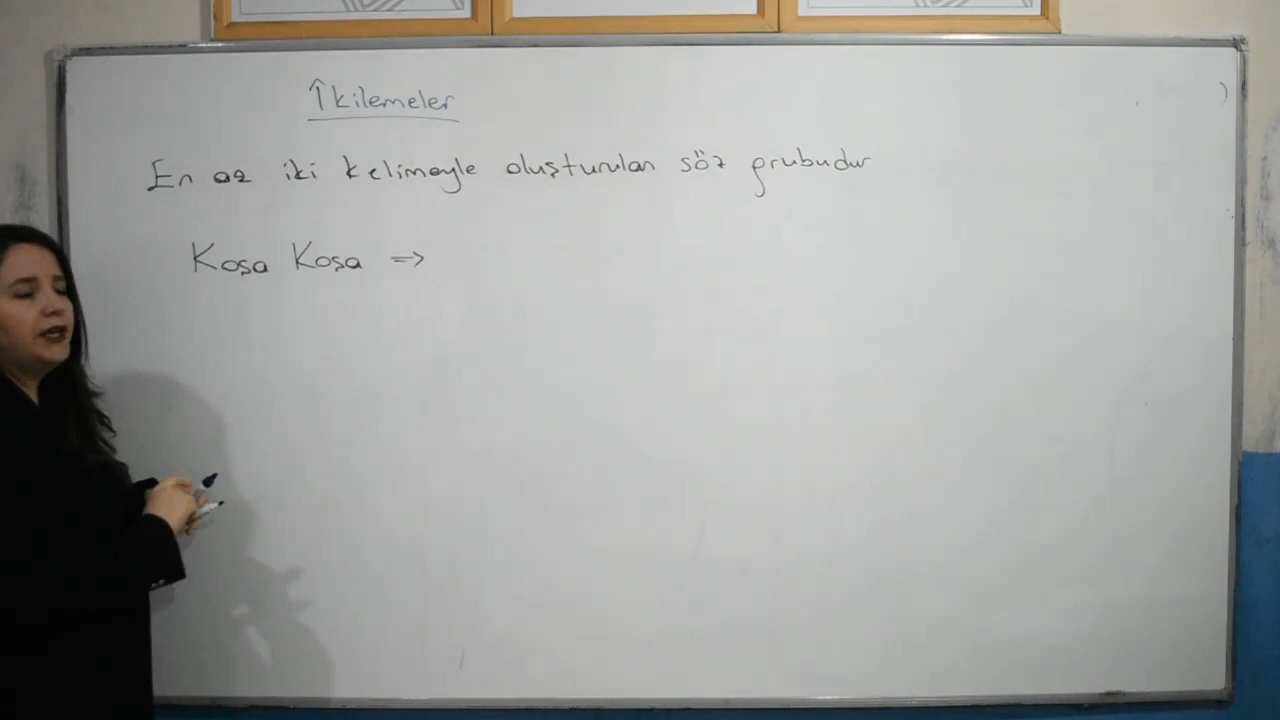 İkilemeler
En az iki kelimeyle oluşturulan söz grubudur
Koşa Koşa =>